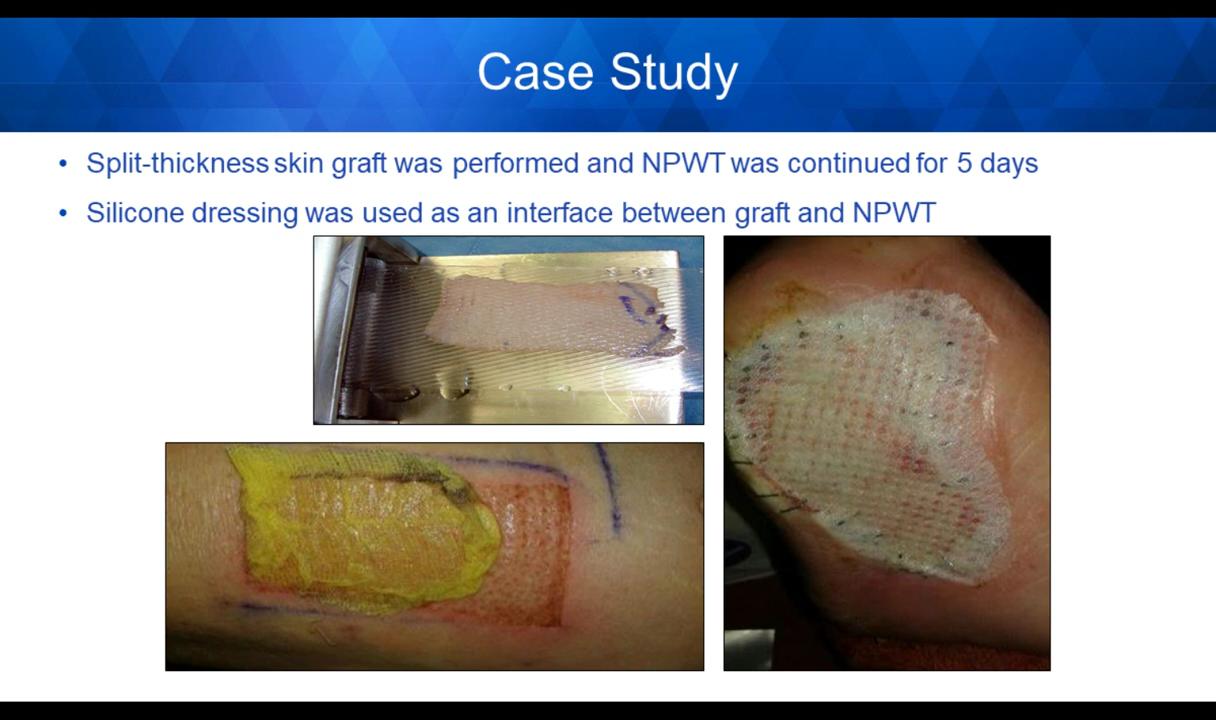 Case Study
• Split-thickness skin graft was performed and NPWT was continued for 5 days
• Silicone dressing was used as an interface between graft and NPWT